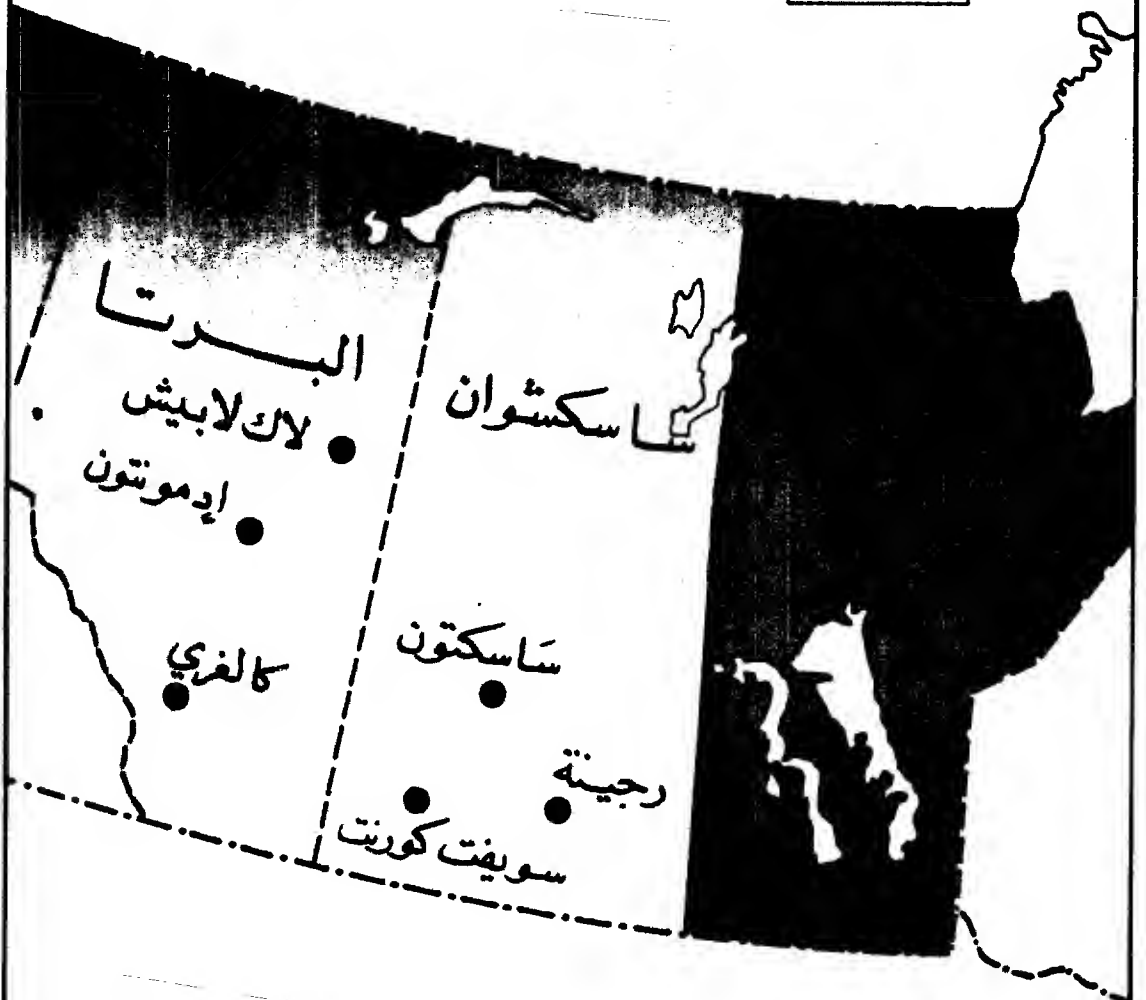 البرتا
ساسكشوان
لاك لابيش
إدمونتون
ساسكتون
كالغري
رجينة
سويفت كورنت